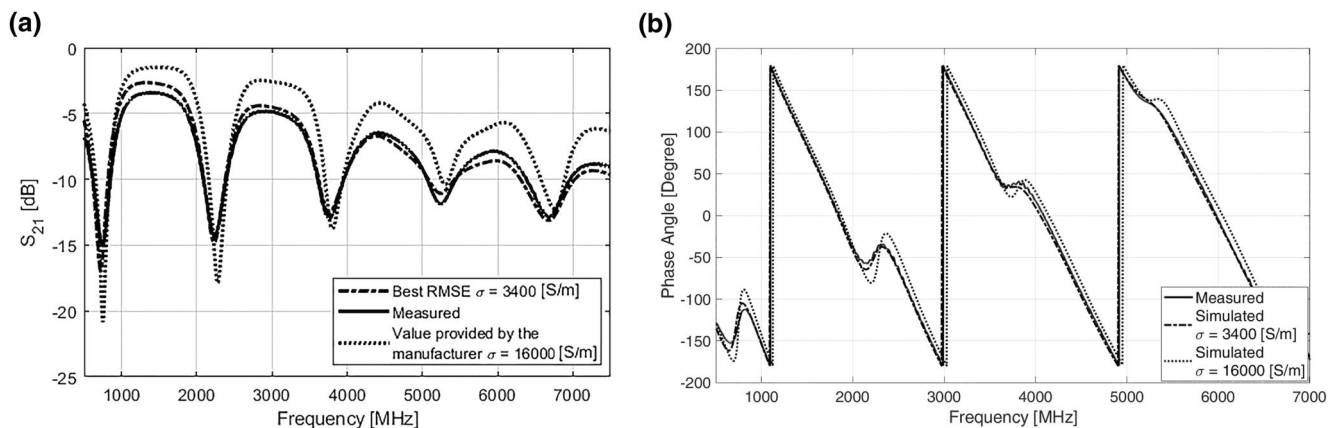 (a)
0
-5
-10
-15
-20
-25
S21 [dB]
1000 2000 3000 4000 5000 6000 7000
Frequency [MHz]
Best RMSE σ = 3400 [S/m]
Measured
Value provided by the
manufacturer σ = 16000 [S/m]
(b)
200
150
100
50
0
-50
-100
-150
-200
Phase Angle [Degree]
1000 2000 3000 4000 5000 6000 7000
Frequency [MHz]
Measured
Simulated
σ = 3400 [S/m]
Simulated
σ = 16000 [S/m]